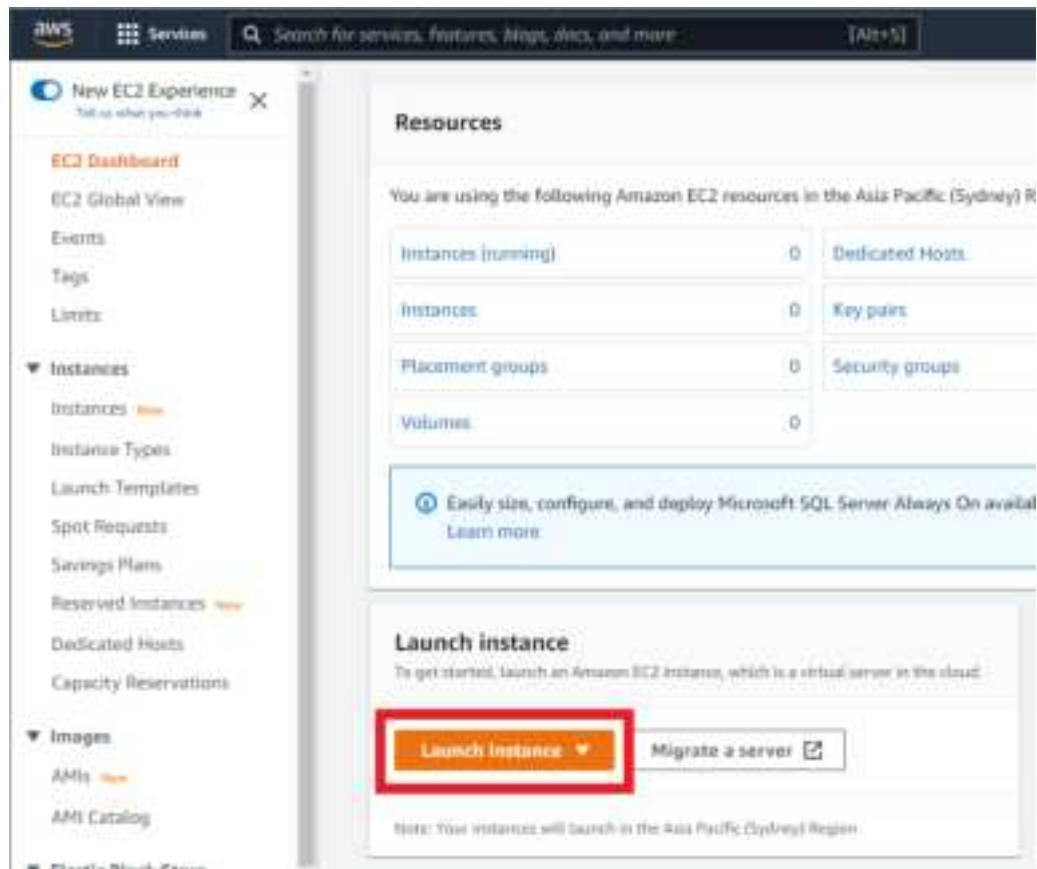 aws
Services
Search for services, features, blogs, docs, and more
[Alt+S]
New EC2 Experience
Tell us what you think
EC2 Dashboard
EC2 Global View
Events
Tags
Limits
Instances
Instances New
Instance Types
Launch Templates
Spot Requests
Savings Plans
Reserved Instances New
Dedicated Hosts
Capacity Reservations
Images
AMIs New
AMI Catalog
Elastic Block Store
Resources
You are using the following Amazon EC2 resources in the Asia Pacific (Sydney) R
Instances (running) 0
Dedicated Hosts
Instances 0
Key pairs
Placement groups 0
Security groups
Volumes 0
Easily size, configure, and deploy Microsoft SQL Server Always On availab
Learn more
Launch instance
To get started, launch an Amazon EC2 instance, which is a virtual server in the cloud.
Launch instance
Migrate a server
Note: Your instances will launch in the Asia Pacific (Sydney) Region